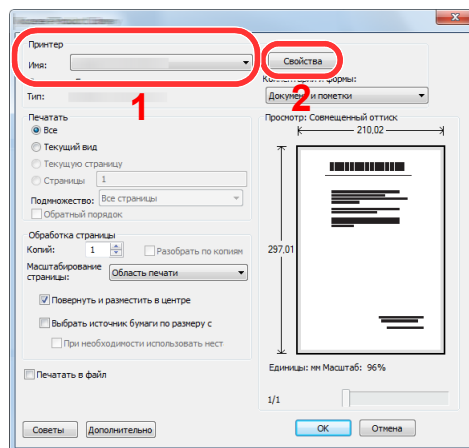 Принтер
Имя:
Свойства
Тип:
1
2
Документ и пометки
Печатать
Все
Текущий вид
Текущую страницу
Страницы 1
Подмножество: Все страницы
Обратный порядок
Просмотр: Совмещенный оттиск
210,02
297,01
Обработка страницы
Копий: 1 Разобрать по копиям
Масштабирование
страницы: Область печати
Повернуть и разместить в центре
Выбрать источник бумаги по размеру с
При необходимости использовать нест
Единицы: мм Масштаб: 96%
Печатать в файл
1/1
Советы Дополнительно OK Отмена